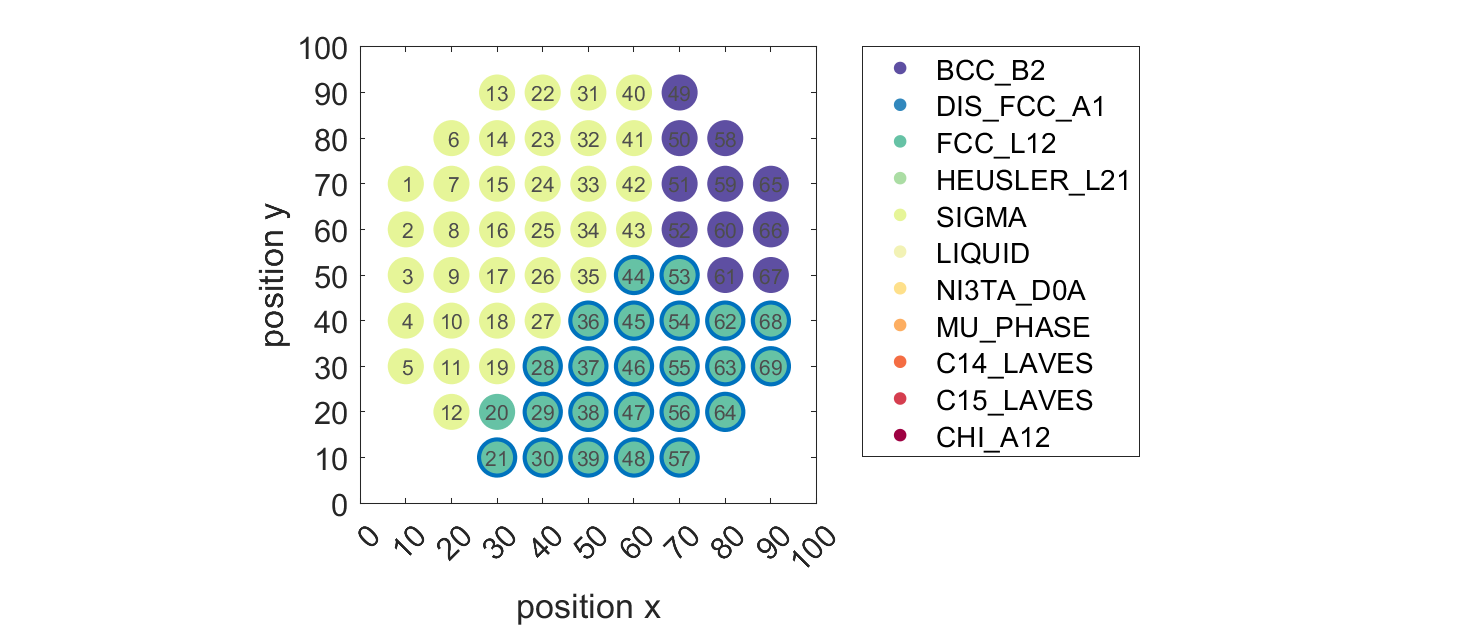 100
90 13 22 31 40 49
80 6 14 23 32 41 50 58
70 1 7 15 24 33 42 51 59 65
60 2 8 16 25 34 43 52 60 66
50 3 9 17 26 35 44 53 61 67
40 4 10 18 27 36 45 54 62 68
30 5 11 19 28 37 46 55 63 69
20 12 20 29 38 47 56 64
10 21 30 39 48 57
0
position y
0 10 20 30 40 50 60 70 80 90 100
position x
BCC_B2
DIS_FCC_A1
FCC_L12
HEUSLER_L21
SIGMA
LIQUID
NI3TA_D0A
MU_PHASE
C14_LAVES
C15_LAVES
CHI_A12